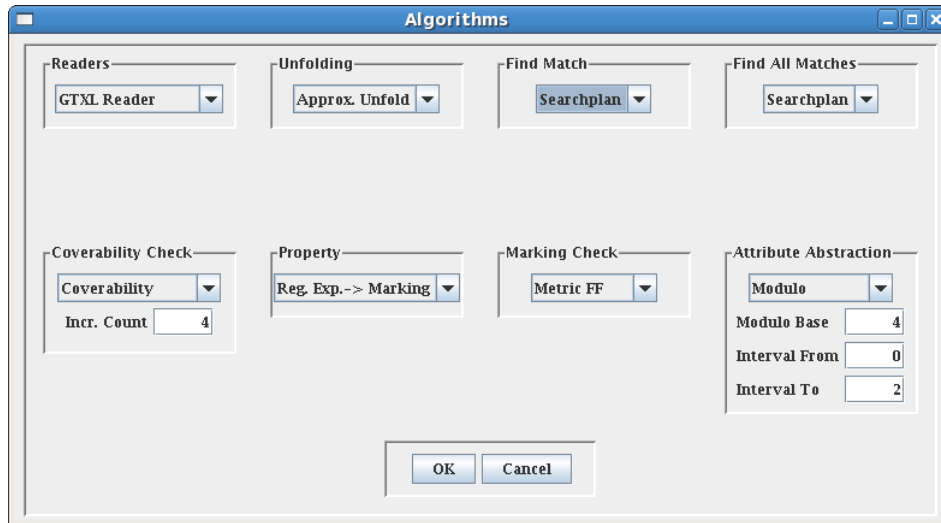 Algorithms
Readers
Unfolding
Find Match
Find All Matches
GTXL Reader
Approx. Unfold
Searchplan
Searchplan
Coverability Check
Property
Marking Check
Attribute Abstraction
Coverability
Reg. Exp.-> Marking
Metric FF
Modulo
Incr. Count 4
Modulo Base 4
Interval From 0
Interval To 2
OK
Cancel